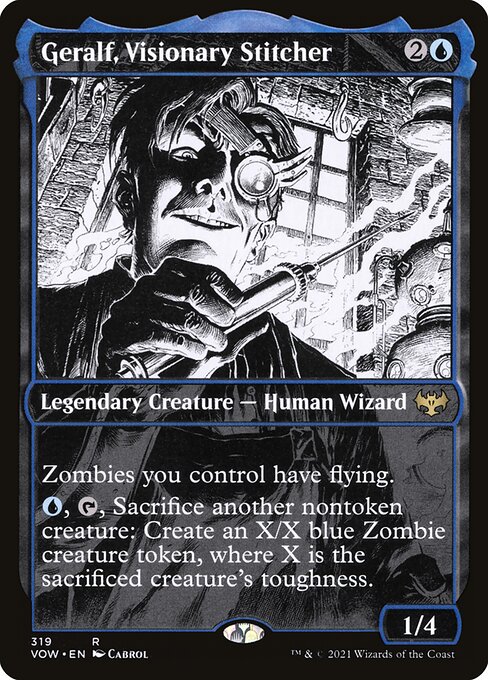 Geralf, Visionary Stitcher 2
Legendary Creature — Human Wizard
Zombies you control have flying.
, , Sacrifice another nontoken
creature: Create an X/X blue Zombie
creature token, where X is the
sacrificed creature's toughness.
1/4
319 R
VOW • EN CABROL
™ & © 2021 Wizards of the Coast